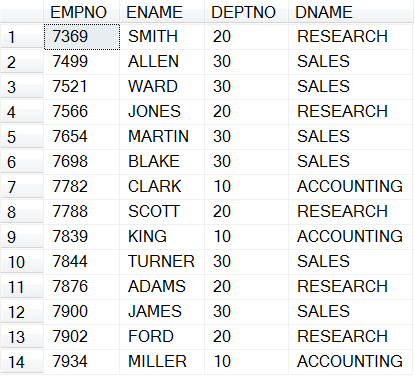 EMPNO ENAME DEPTNO DNAME
1 7369 SMITH 20 RESEARCH
2 7499 ALLEN 30 SALES
3 7521 WARD 30 SALES
4 7566 JONES 20 RESEARCH
5 7654 MARTIN 30 SALES
6 7698 BLAKE 30 SALES
7 7782 CLARK 10 ACCOUNTING
8 7788 SCOTT 20 RESEARCH
9 7839 KING 10 ACCOUNTING
10 7844 TURNER 30 SALES
11 7876 ADAMS 20 RESEARCH
12 7900 JAMES 30 SALES
13 7902 FORD 20 RESEARCH
14 7934 MILLER 10 ACCOUNTING